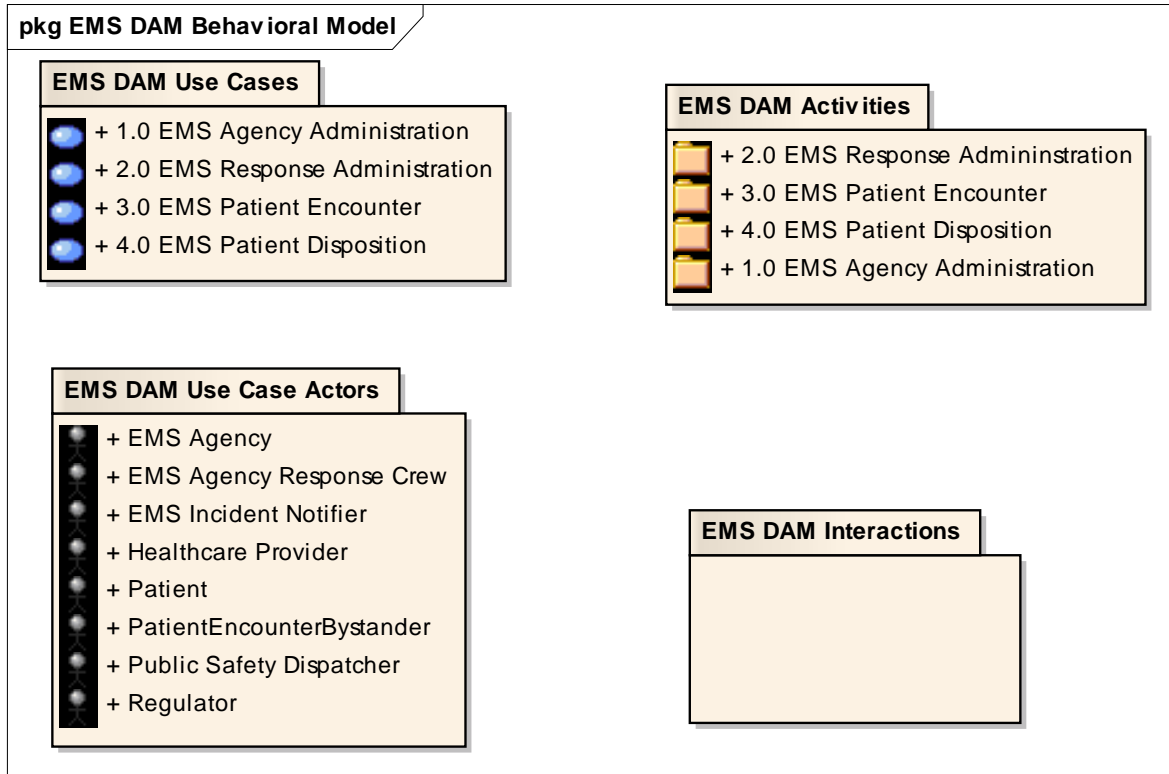 pkg EMS DAM Behavioral Model
EMS DAM Use Cases
+ 1.0 EMS Agency Administration
+ 2.0 EMS Response Administration
+ 3.0 EMS Patient Encounter
+ 4.0 EMS Patient Disposition
EMS DAM Activities
+ 2.0 EMS Response Admininstration
+ 3.0 EMS Patient Encounter
+ 4.0 EMS Patient Disposition
+ 1.0 EMS Agency Administration
EMS DAM Use Case Actors
+ EMS Agency
+ EMS Agency Response Crew
+ EMS Incident Notifier
+ Healthcare Provider
+ Patient
+ PatientEncounterBystander
+ Public Safety Dispatcher
+ Regulator
EMS DAM Interactions